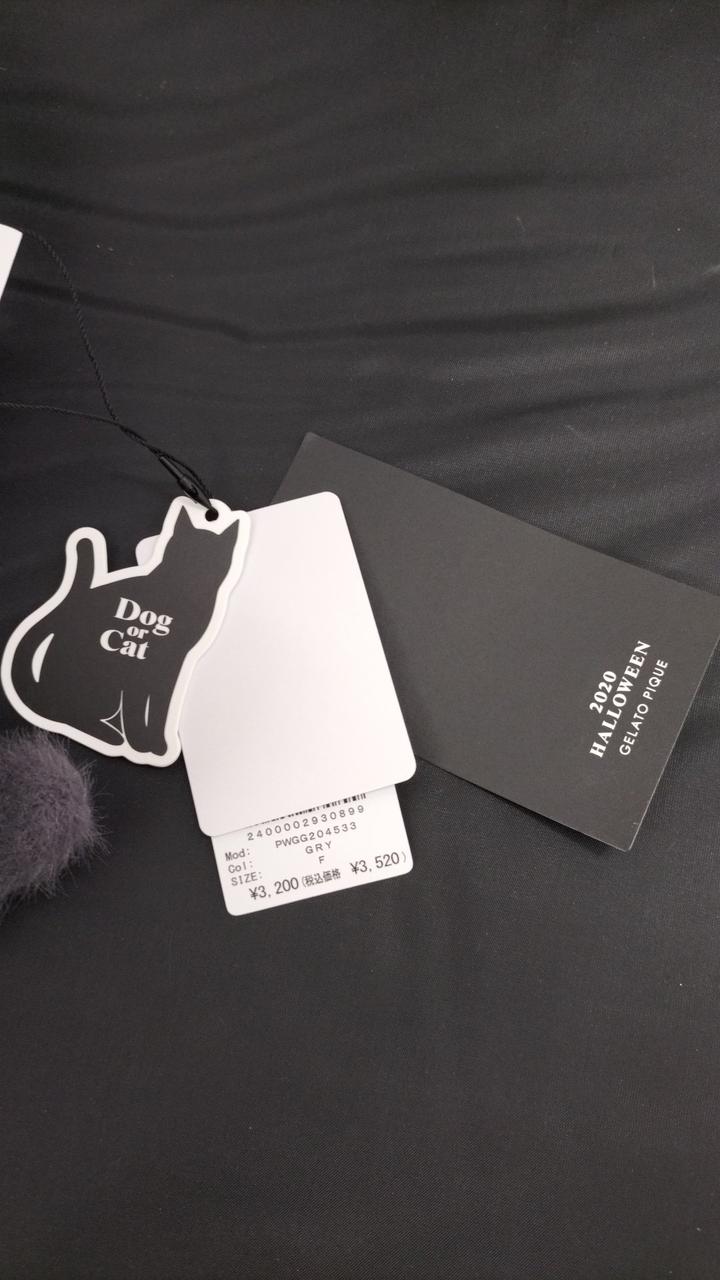 Dog
or
Cat
2020
HALLOWEEN
GELATO PIQUE
2400002930899
Mod: PWGG204533
Col: GRY
SIZE: F
¥3,200(税込価格 ¥3,520)